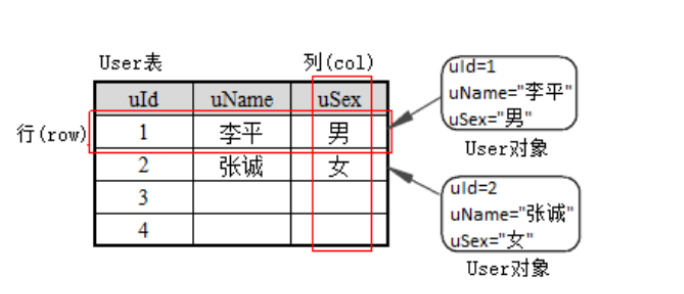 User表
列(col)
uId uName uSex
行(row)
1 李平 男
2 张诚 女
3
4
uId=1
uName="李平"
uSex="男"
User对象
uId=2
uName="张诚"
uSex="女"
User对象